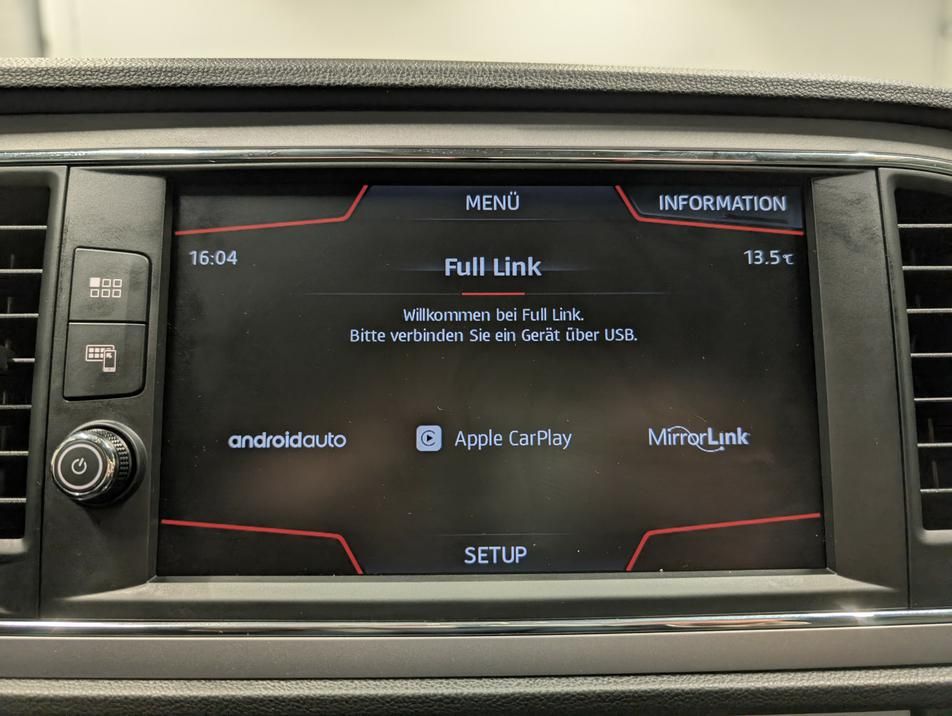 MENÜ
INFORMATION
16:04
13.5℃
Full Link
Willkommen bei Full Link.
Bitte verbinden Sie ein Gerät über USB.
androidauto
Apple CarPlay
MirrorLink
SETUP